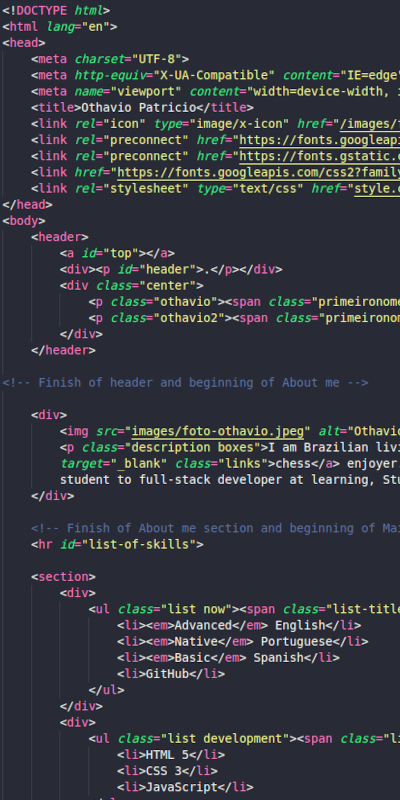 <!DOCTYPE html>
<html lang="en">
<head>
<meta charset="UTF-8">
<meta http-equiv="X-UA-Compatible" content="IE=edge"
<meta name="viewport" content="width=device-width,
<title>Othavio Patricio</title>
<link rel="icon" type="image/x-icon" href="/images/
<link rel="preconnect" href="https://fonts.googleapi
<link rel="preconnect" href="https://fonts.gstatic.c
<link href="https://fonts.googleapis.com/css2?family
<link rel="stylesheet" type="text/css" href="style.c
</head>
<body>
<header>
<a id="top"></a>
<div><p id="header">.</p></div>
<div class="center">
<p class="othavio"><span class="primeironome
<p class="othavio2"><span class="primeironom
</div>
</header>
<!-- Finish of header and beginning of About me -->
<div>
<img src="images/foto-othavio.jpeg" alt="Othavio
<p class="description boxes">I am Brazilian livi
target="_blank" class="links">chess</a> enjoyer
student to full-stack developer at learning, Stu
</div>
<!-- Finish of About me section and beginning of Mai
<hr id="list-of-skills">
<section>
<div>
<ul class="list now"><span class="list-title
<li><em>Advanced</em> English</li>
<li><em>Native</em> Portuguese</li>
<li><em>Basic</em> Spanish</li>
<li>GitHub</li>
</ul>
</div>
<div>
<ul class="list development"><span class="li
<li>HTML 5</li>
<li>CSS 3</li>
<li>JavaScript</li>